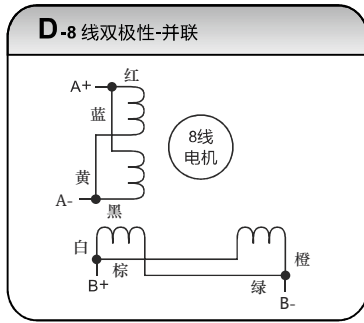 D-8 线双极性-并联
红
A+
蓝
8线
电机
黄
A-
黑
白
棕
橙
绿
B+
B-